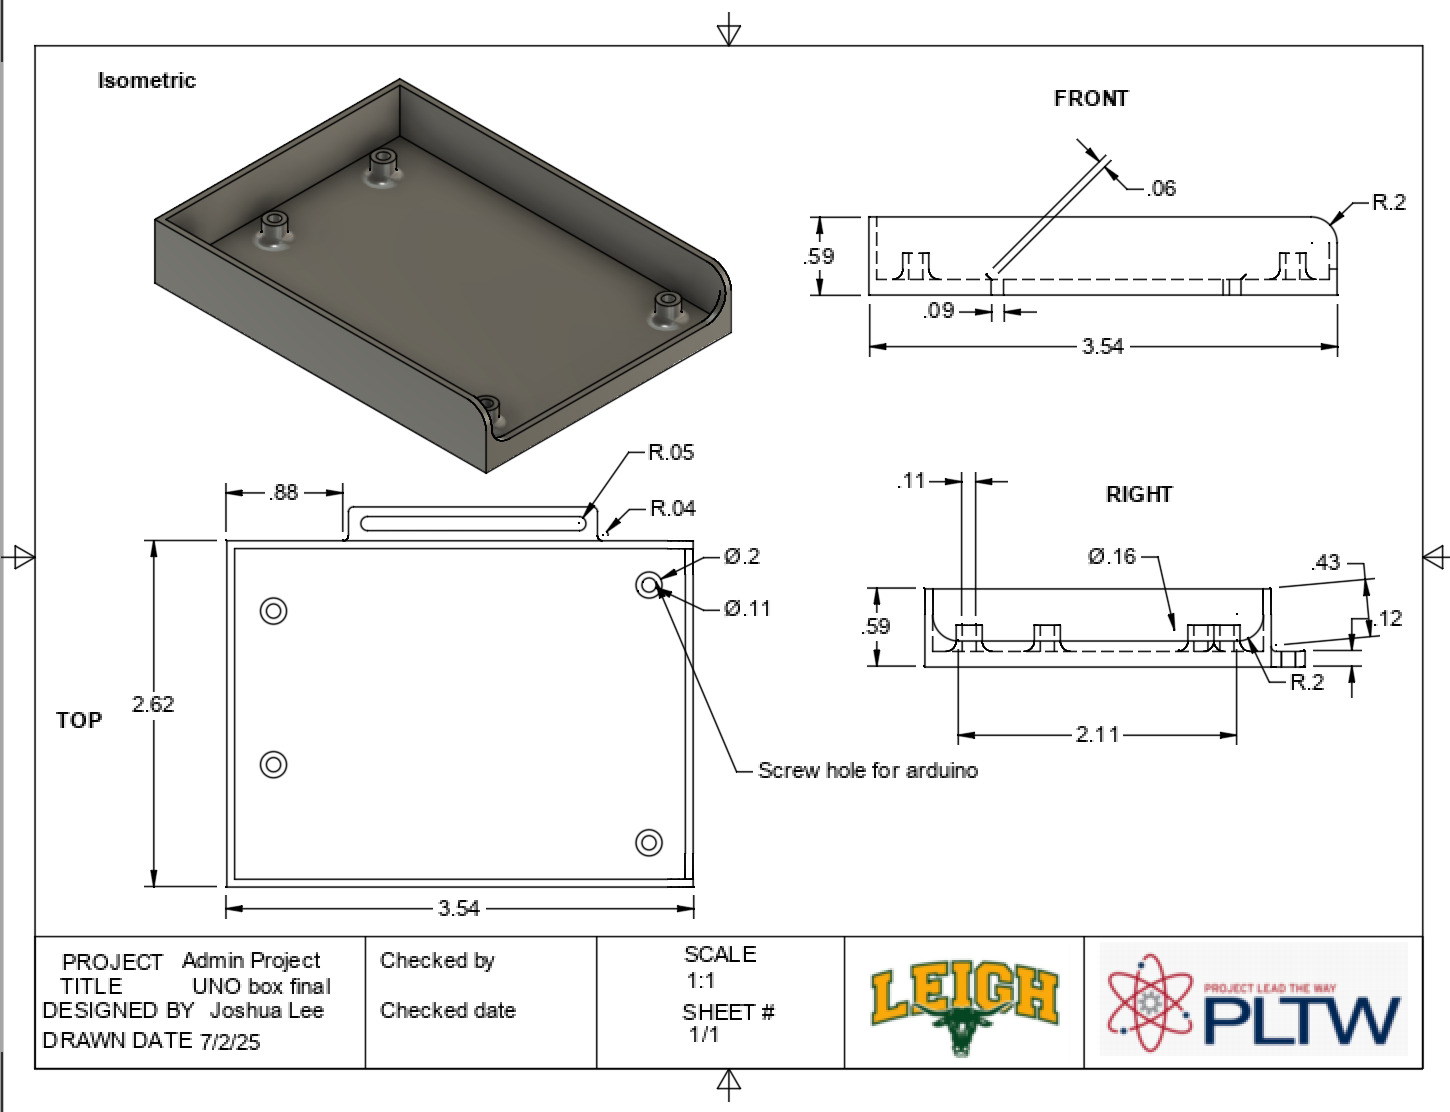 Isometric
FRONT
.06
R.2
.59
.09
3.54
R.05
.88
R.04
Ø.2
Ø.11
2.62
TOP
Screw hole for arduino
3.54
.11
RIGHT
Ø.16
.43
.59
.12
R.2
2.11
PROJECT Admin Project
TITLE UNO box final
DESIGNED BY Joshua Lee
DRAWN DATE 7/2/25
Checked by
Checked date
SCALE
1:1
SHEET #
1/1
LEIGH
PROJECT LEAD THE WAY
PLTW